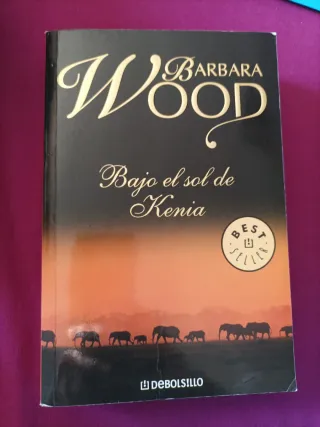 BARBARA
WOOD
Bajo el sol de
Kenia
BEST
SELLER
DEBOLSILLO